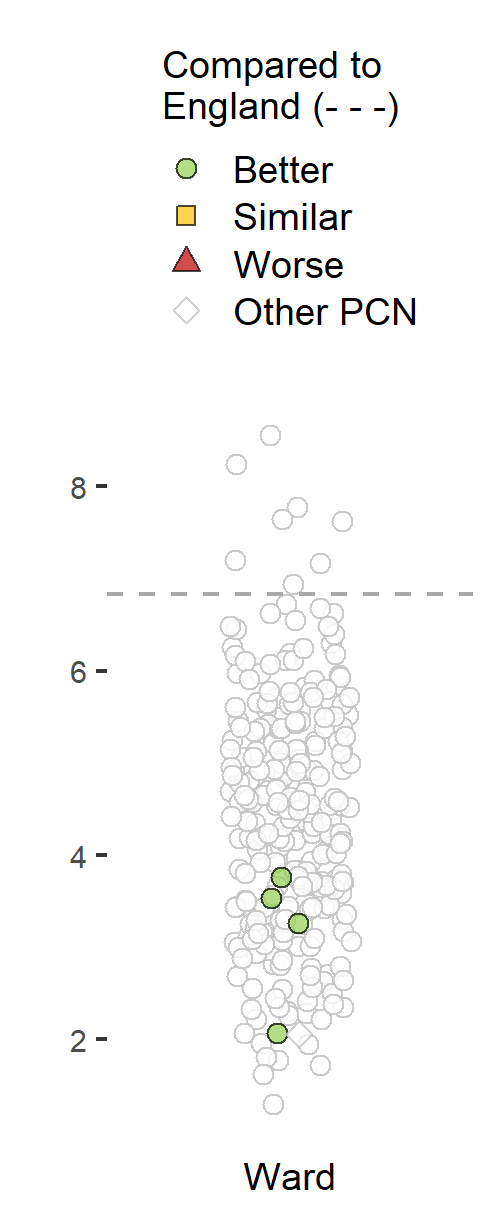 Compared to
England (- - -)
Better
Similar
Worse
Other PCN
8
6
4
2
Ward